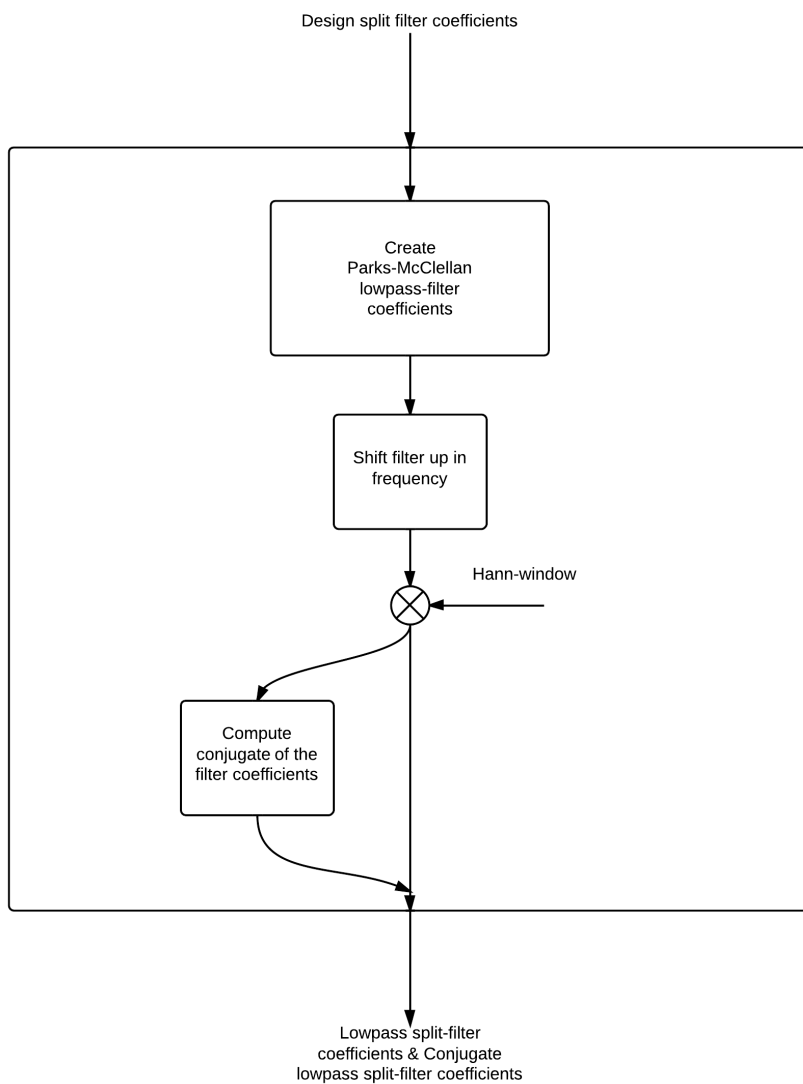 Design split filter coefficients
Create
Parks-McClellan
lowpass-filter
coefficients
Shift filter up in
frequency
Hann-window
Compute
conjugate of the
filter coefficients
Lowpass split-filter
coefficients & Conjugate
lowpass split-filter coefficients